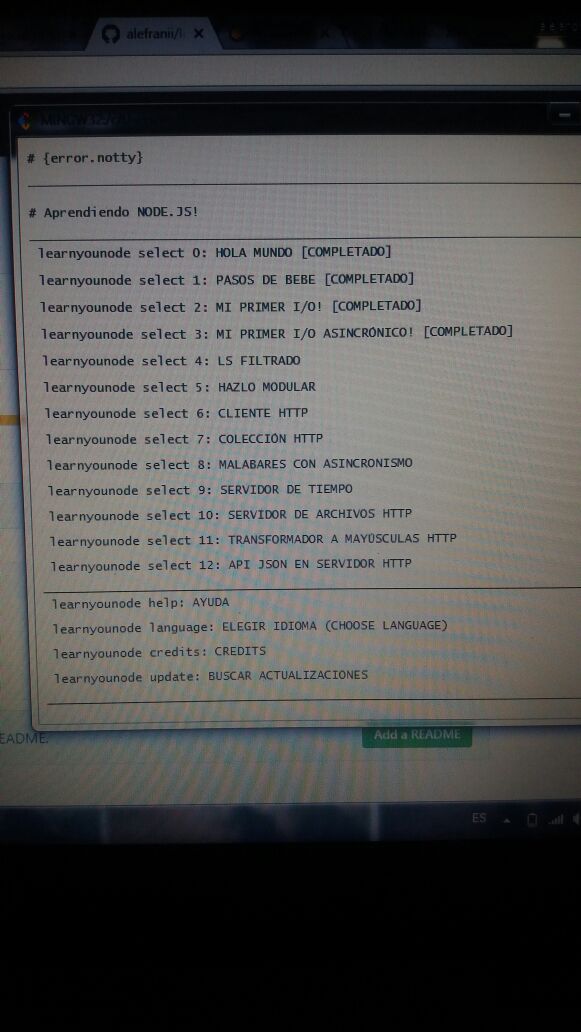 alefranii/l
MINGW32:/c/
# {error.notty}
# Aprendiendo NODE.JS!
learnyounode select 0: HOLA MUNDO [COMPLETADO]
learnyounode select 1: PASOS DE BEBE [COMPLETADO]
learnyounode select 2: MI PRIMER I/O! [COMPLETADO]
learnyounode select 3: MI PRIMER I/O ASINCRÓNICO! [COMPLETADO]
learnyounode select 4: LS FILTRADO
learnyounode select 5: HAZLO MODULAR
learnyounode select 6: CLIENTE HTTP
learnyounode select 7: COLECCIÓN HTTP
learnyounode select 8: MALABARES CON ASINCRONISMO
learnyounode select 9: SERVIDOR DE TIEMPO
learnyounode select 10: SERVIDOR DE ARCHIVOS HTTP
learnyounode select 11: TRANSFORMADOR A MAYÚSCULAS HTTP
learnyounode select 12: API JSON EN SERVIDOR HTTP
learnyounode help: AYUDA
learnyounode language: ELEGIR IDIOMA (CHOOSE LANGUAGE)
learnyounode credits: CREDITS
learnyounode update: BUSCAR ACTUALIZACIONES
EADME.
Add a README
ES